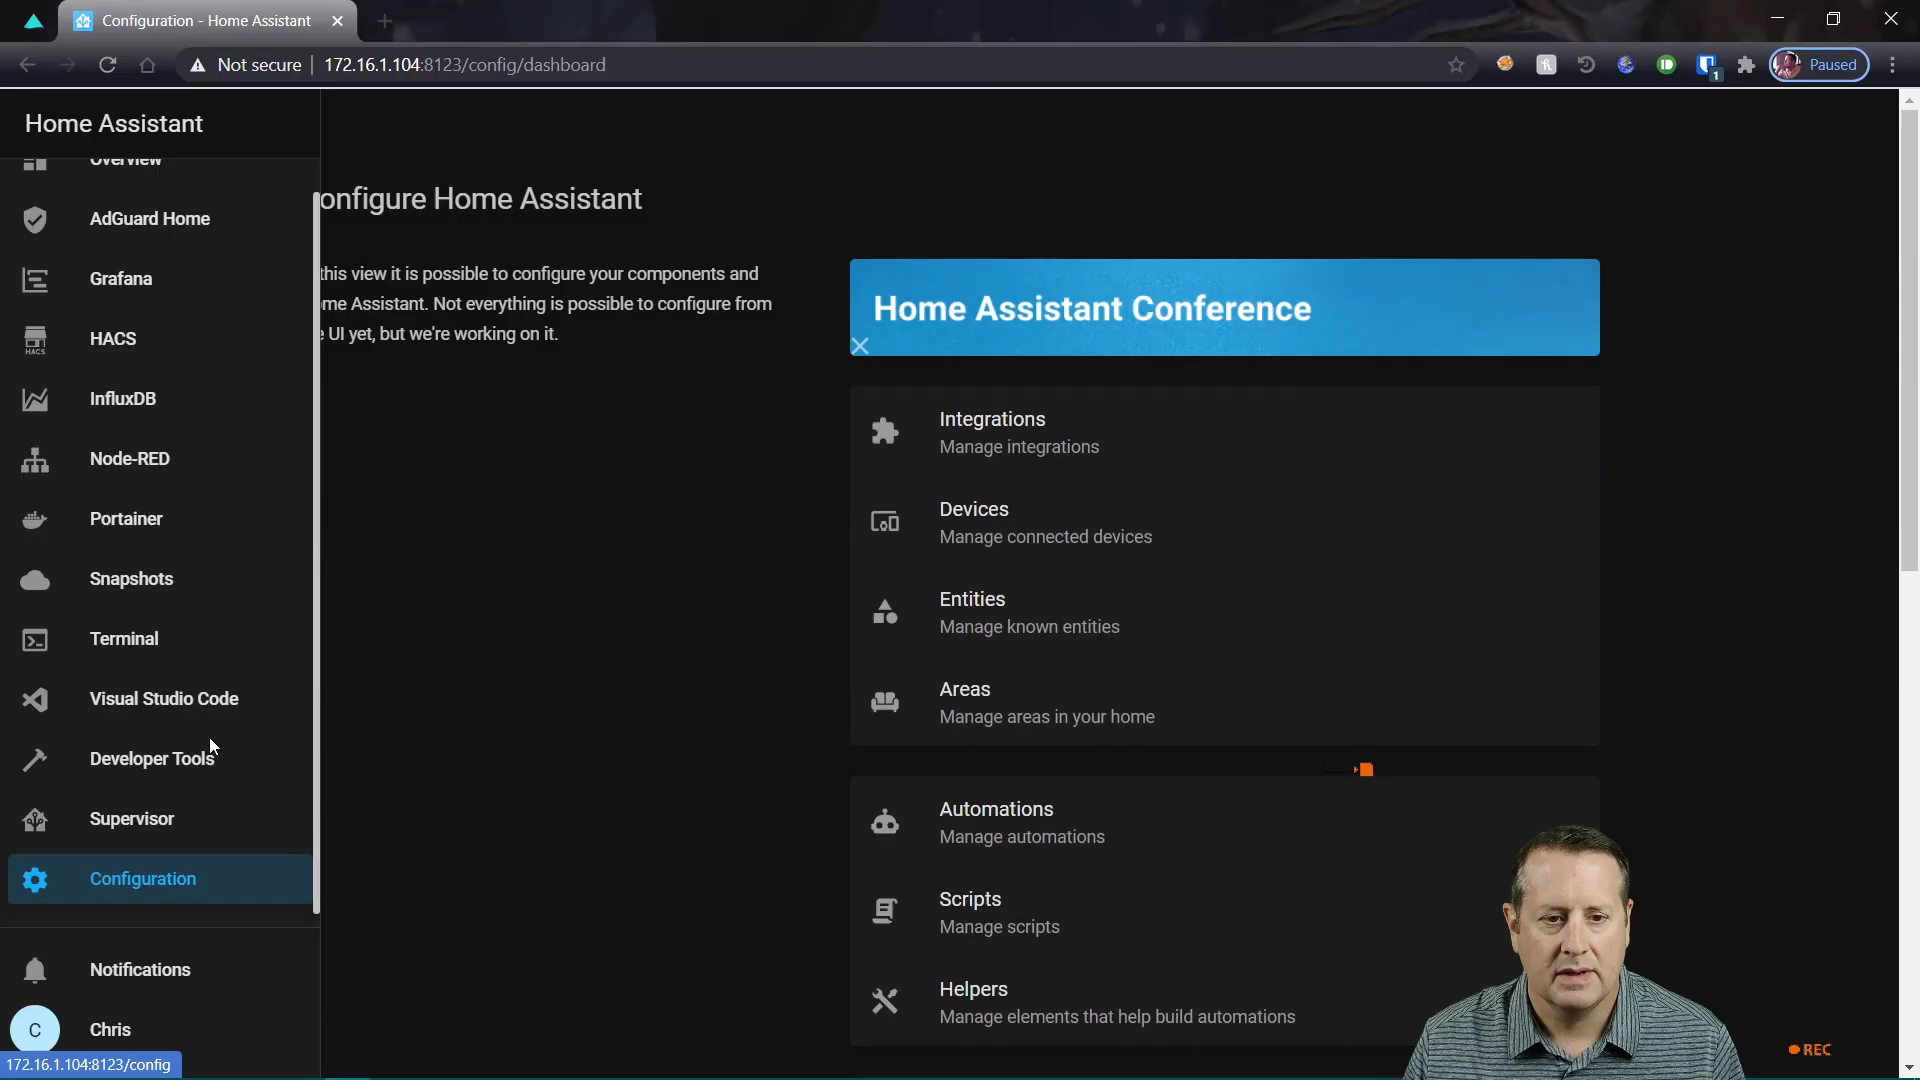 Configuration - Home Assistant
Not secure
172.16.1.104:8123/config/dashboard
1
Paused
Home Assistant
Overview
AdGuard Home
Grafana
HACS
HACS
InfluxDB
Node-RED
Portainer
Snapshots
Terminal
Visual Studio Code
Developer Tools
Supervisor
Configuration
Notifications
C
Chris
172.16.1.104:8123/config
onfigure Home Assistant
this view it is possible to configure your components and
me Assistant. Not everything is possible to configure from
UI yet, but we're working on it.
Home Assistant Conference
Integrations
Manage integrations
Devices
Manage connected devices
Entities
Manage known entities
Areas
Manage areas in your home
Automations
Manage automations
Scripts
Manage scripts
Helpers
Manage elements that help build automations
REC